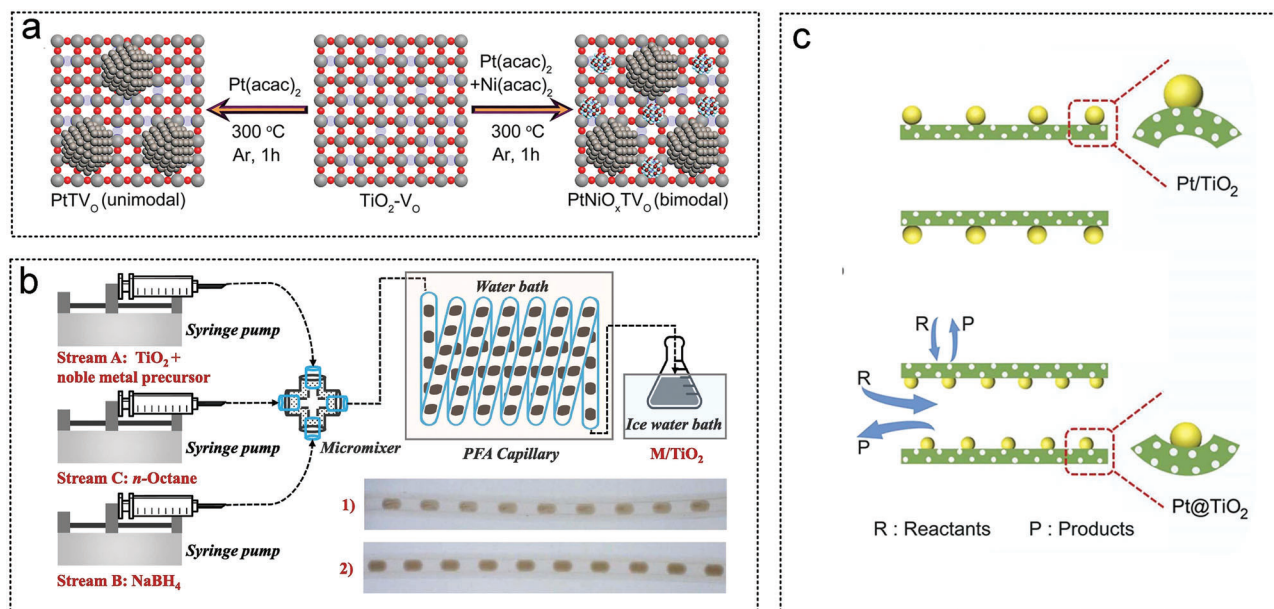 a
Pt(acac)₂
300 °C
Ar, 1h
Pt(acac)₂
+Ni(acac)₂
300 °C
Ar, 1h
PtTVₒ (unimodal)
TiO₂-Vₒ
PtNiOₓTVₒ (bimodal)
b
Syringe pump
Stream A: TiO₂ +
noble metal precursor
Syringe pump
Stream C: n-Octane
Syringe pump
Stream B: NaBH₄
Micromixer
Water bath
PFA Capillary
Ice water bath
M/TiO₂
1)
2)
c
Pt/TiO₂
R
P
R
P
Pt@TiO₂
R : Reactants P : Products